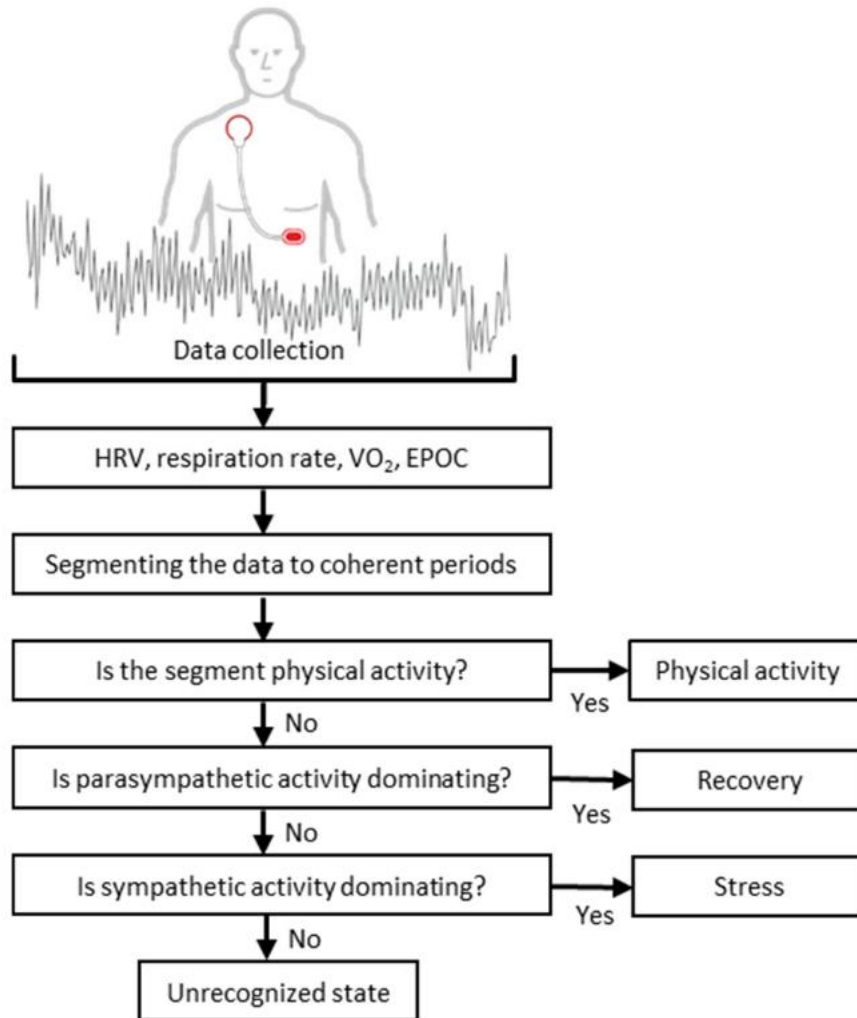 Data collection
HRV, respiration rate, VO₂, EPOC
Segmenting the data to coherent periods
Is the segment physical activity?
Yes
Physical activity
No
Is parasympathetic activity dominating?
Yes
Recovery
No
Is sympathetic activity dominating?
Yes
Stress
No
Unrecognized state